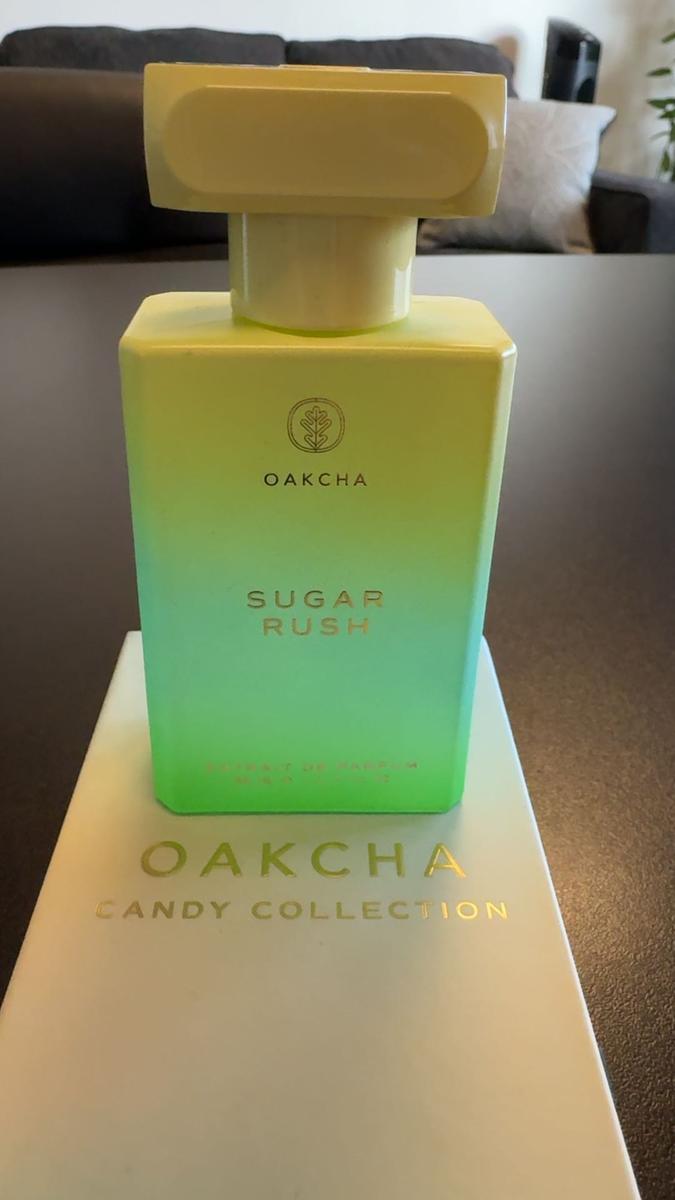 OAKCHA
SUGAR
RUSH
EXTRAIT DE PARFUM
OAKCHA
CANDY COLLECTION